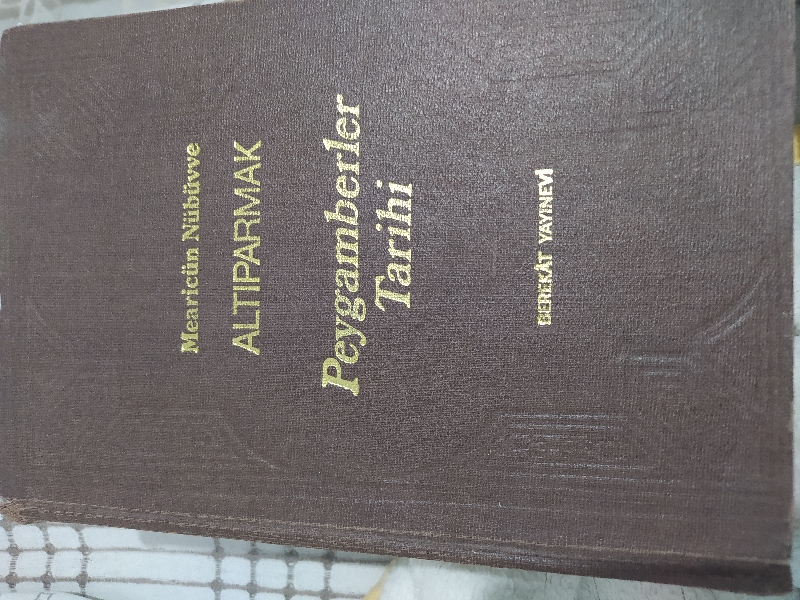 Mearicün Nübüvve
ALTIPARMAK
Peygamberler
Tarihi
BEREKÂT YAYINEVİ